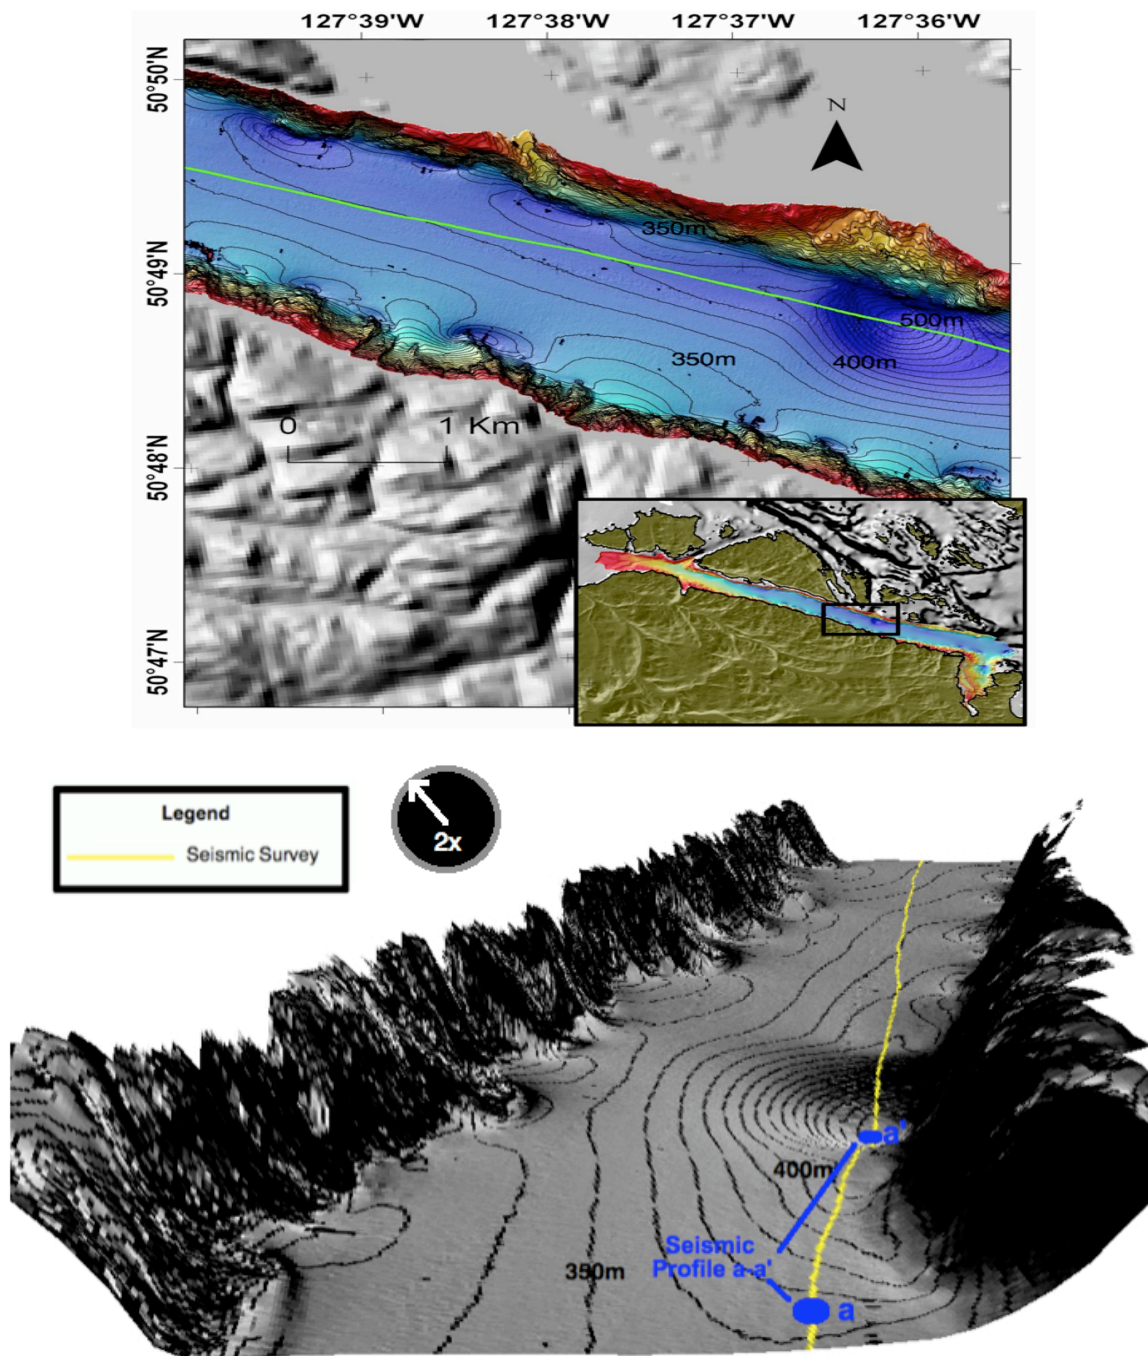 127°39'W 127°38'W 127°37'W 127°36'W
50°50'N
N
350m
50°49'N
500m
350m
400m
0 1 Km
50°48'N
50°47'N
Legend
Seismic Survey
2x
a'
400m
Seismic
Profile a-a'
350m
a